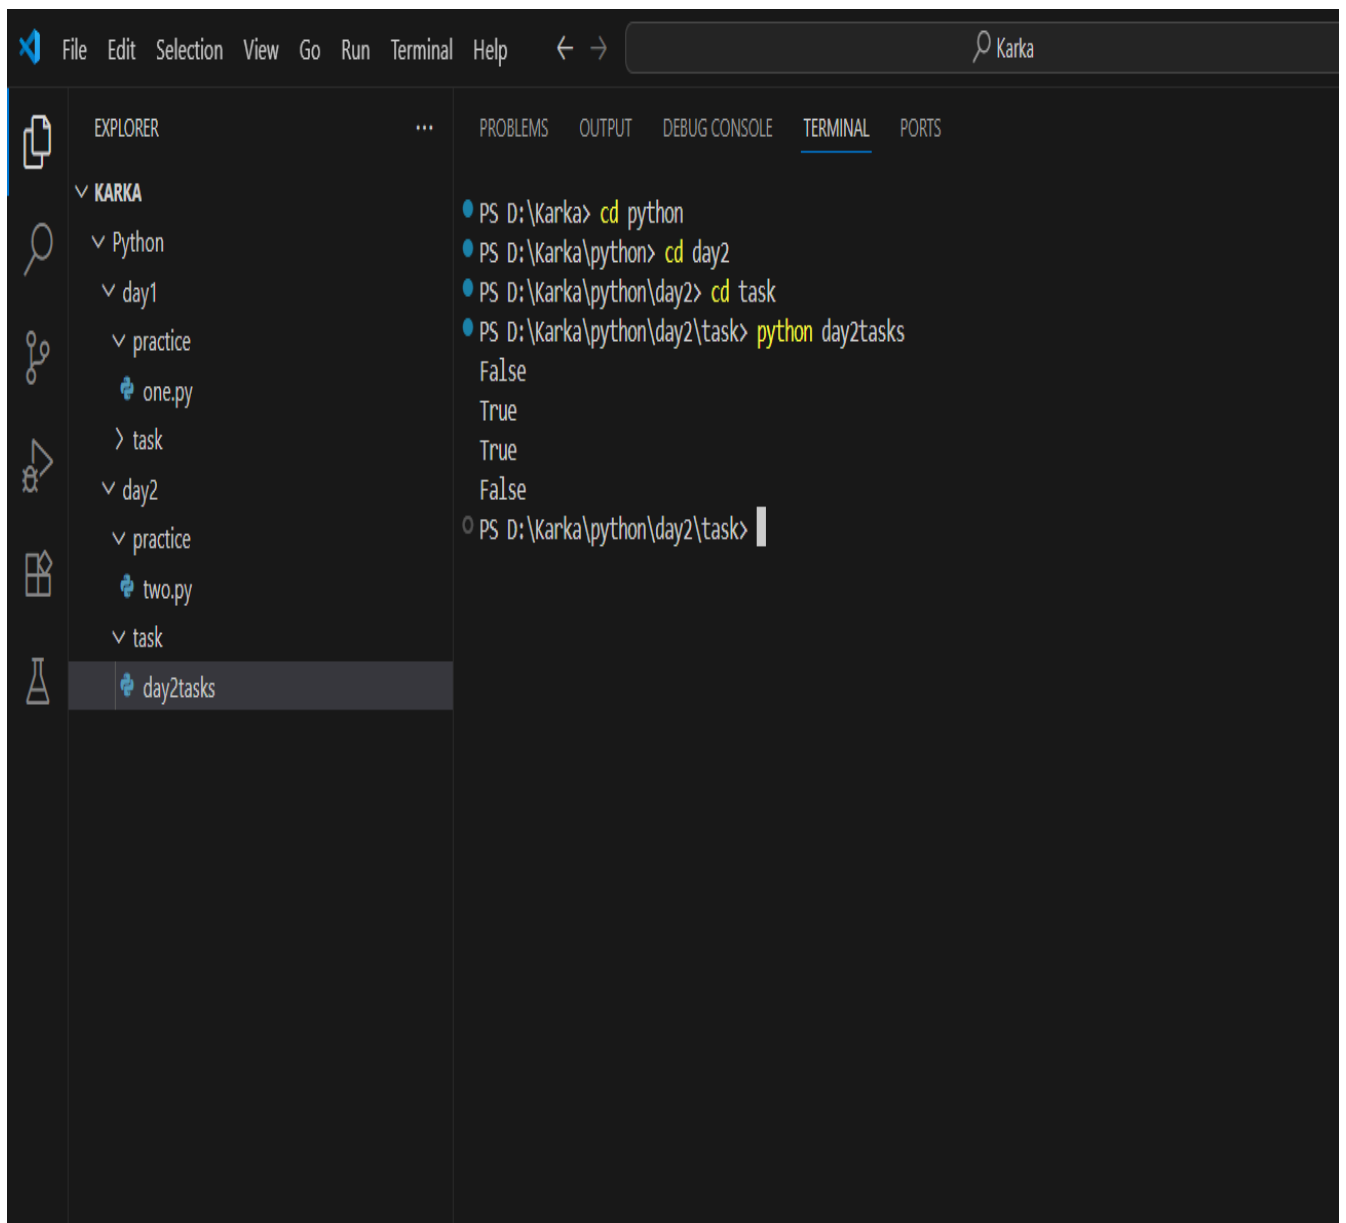 File Edit Selection View Go Run Terminal Help Karka
EXPLORER ···
KARKA
Python
day1
practice
one.py
task
day2
practice
two.py
task
day2tasks
PROBLEMS OUTPUT DEBUG CONSOLE TERMINAL PORTS
PS D:\Karka> cd python
PS D:\Karka\python> cd day2
PS D:\Karka\python\day2> cd task
PS D:\Karka\python\day2\task> python day2tasks
False
True
True
False
PS D:\Karka\python\day2\task>